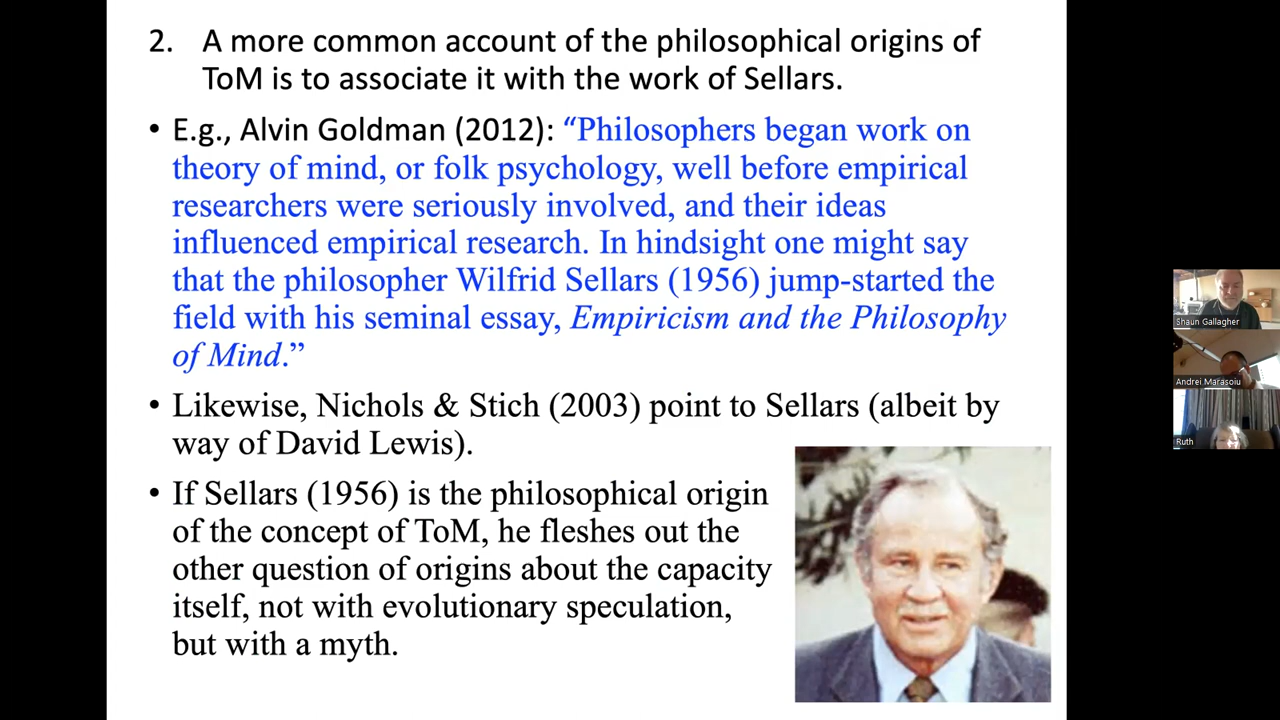 2. A more common account of the philosophical origins of
ToM is to associate it with the work of Sellars.
• E.g., Alvin Goldman (2012): “Philosophers began work on
theory of mind, or folk psychology, well before empirical
researchers were seriously involved, and their ideas
influenced empirical research. In hindsight one might say
that the philosopher Wilfrid Sellars (1956) jump-started the
field with his seminal essay, Empiricism and the Philosophy
of Mind.”
• Likewise, Nichols & Stich (2003) point to Sellars (albeit by
way of David Lewis).
• If Sellars (1956) is the philosophical origin
of the concept of ToM, he fleshes out the
other question of origins about the capacity
itself, not with evolutionary speculation,
but with a myth.
Shaun Gallagher
Andrei Marasoiu
Ruth